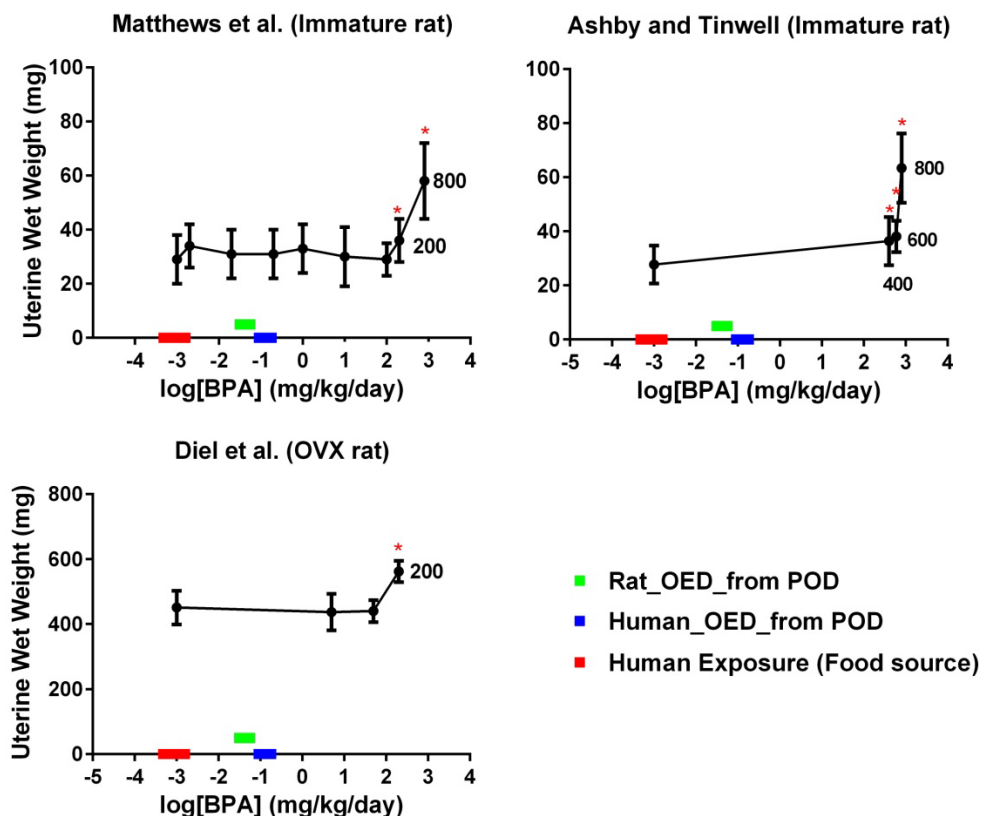 Matthews et al. (Immature rat)
Uterine Wet Weight (mg)
100
80
60
40
20
0
*
*
800
200
-4 -3 -2 -1 0 1 2 3 4
log[BPA] (mg/kg/day)
Ashby and Tinwell (Immature rat)
Uterine Wet Weight (mg)
100
80
60
40
20
0
*
*
*
800
600
400
-5 -4 -3 -2 -1 0 1 2 3 4
log[BPA] (mg/kg/day)
Diel et al. (OVX rat)
Uterine Wet Weight (mg)
800
600
400
200
0
*
200
-5 -4 -3 -2 -1 0 1 2 3 4
log[BPA] (mg/kg/day)
Rat_OED_from POD
Human_OED_from POD
Human Exposure (Food source)